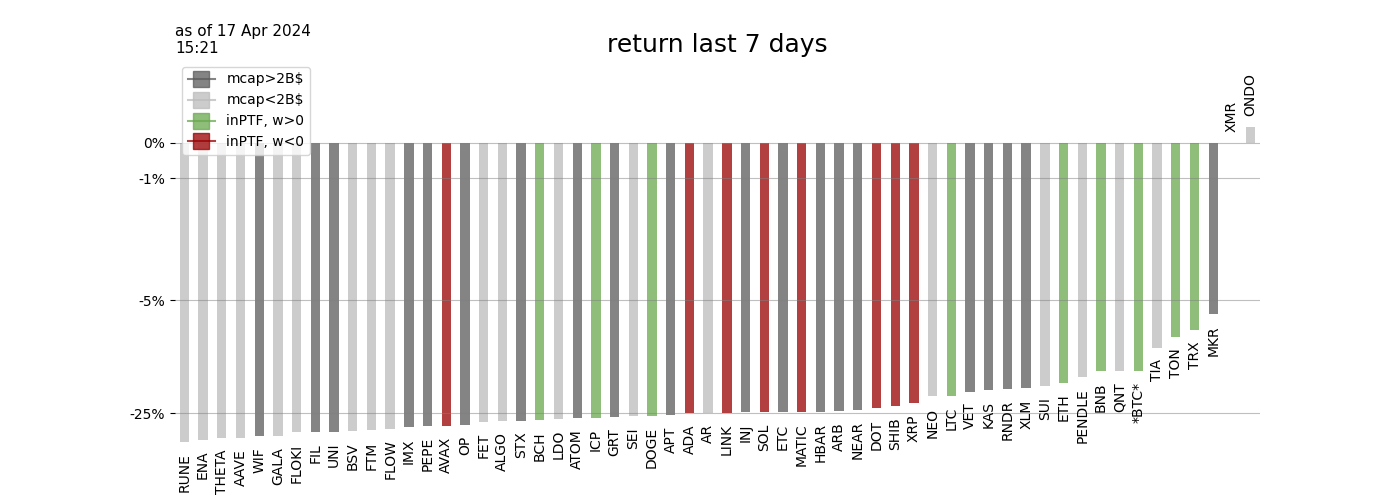 as of 17 Apr 2024
15:21
return last 7 days
mcap>2B$
mcap<2B$
inPTF, w>0
inPTF, w<0
0%
-1%
-5%
-25%
RUNE
ENA
THETA
AAVE
WIF
GALA
FLOKI
FIL
UNI
BSV
FTM
FLOW
IMX
PEPE
AVAX
OP
FET
ALGO
STX
BCH
LDO
ATOM
ICP
GRT
SEI
DOGE
APT
ADA
AR
LINK
INJ
SOL
ETC
MATIC
HBAR
ARB
NEAR
DOT
SHIB
XRP
NEO
LTC
VET
KAS
RNDR
XLM
SUI
ETH
PENDLE
BNB
QNT
*BTC*
TIA
TON
TRX
MKR
XMR
ONDO